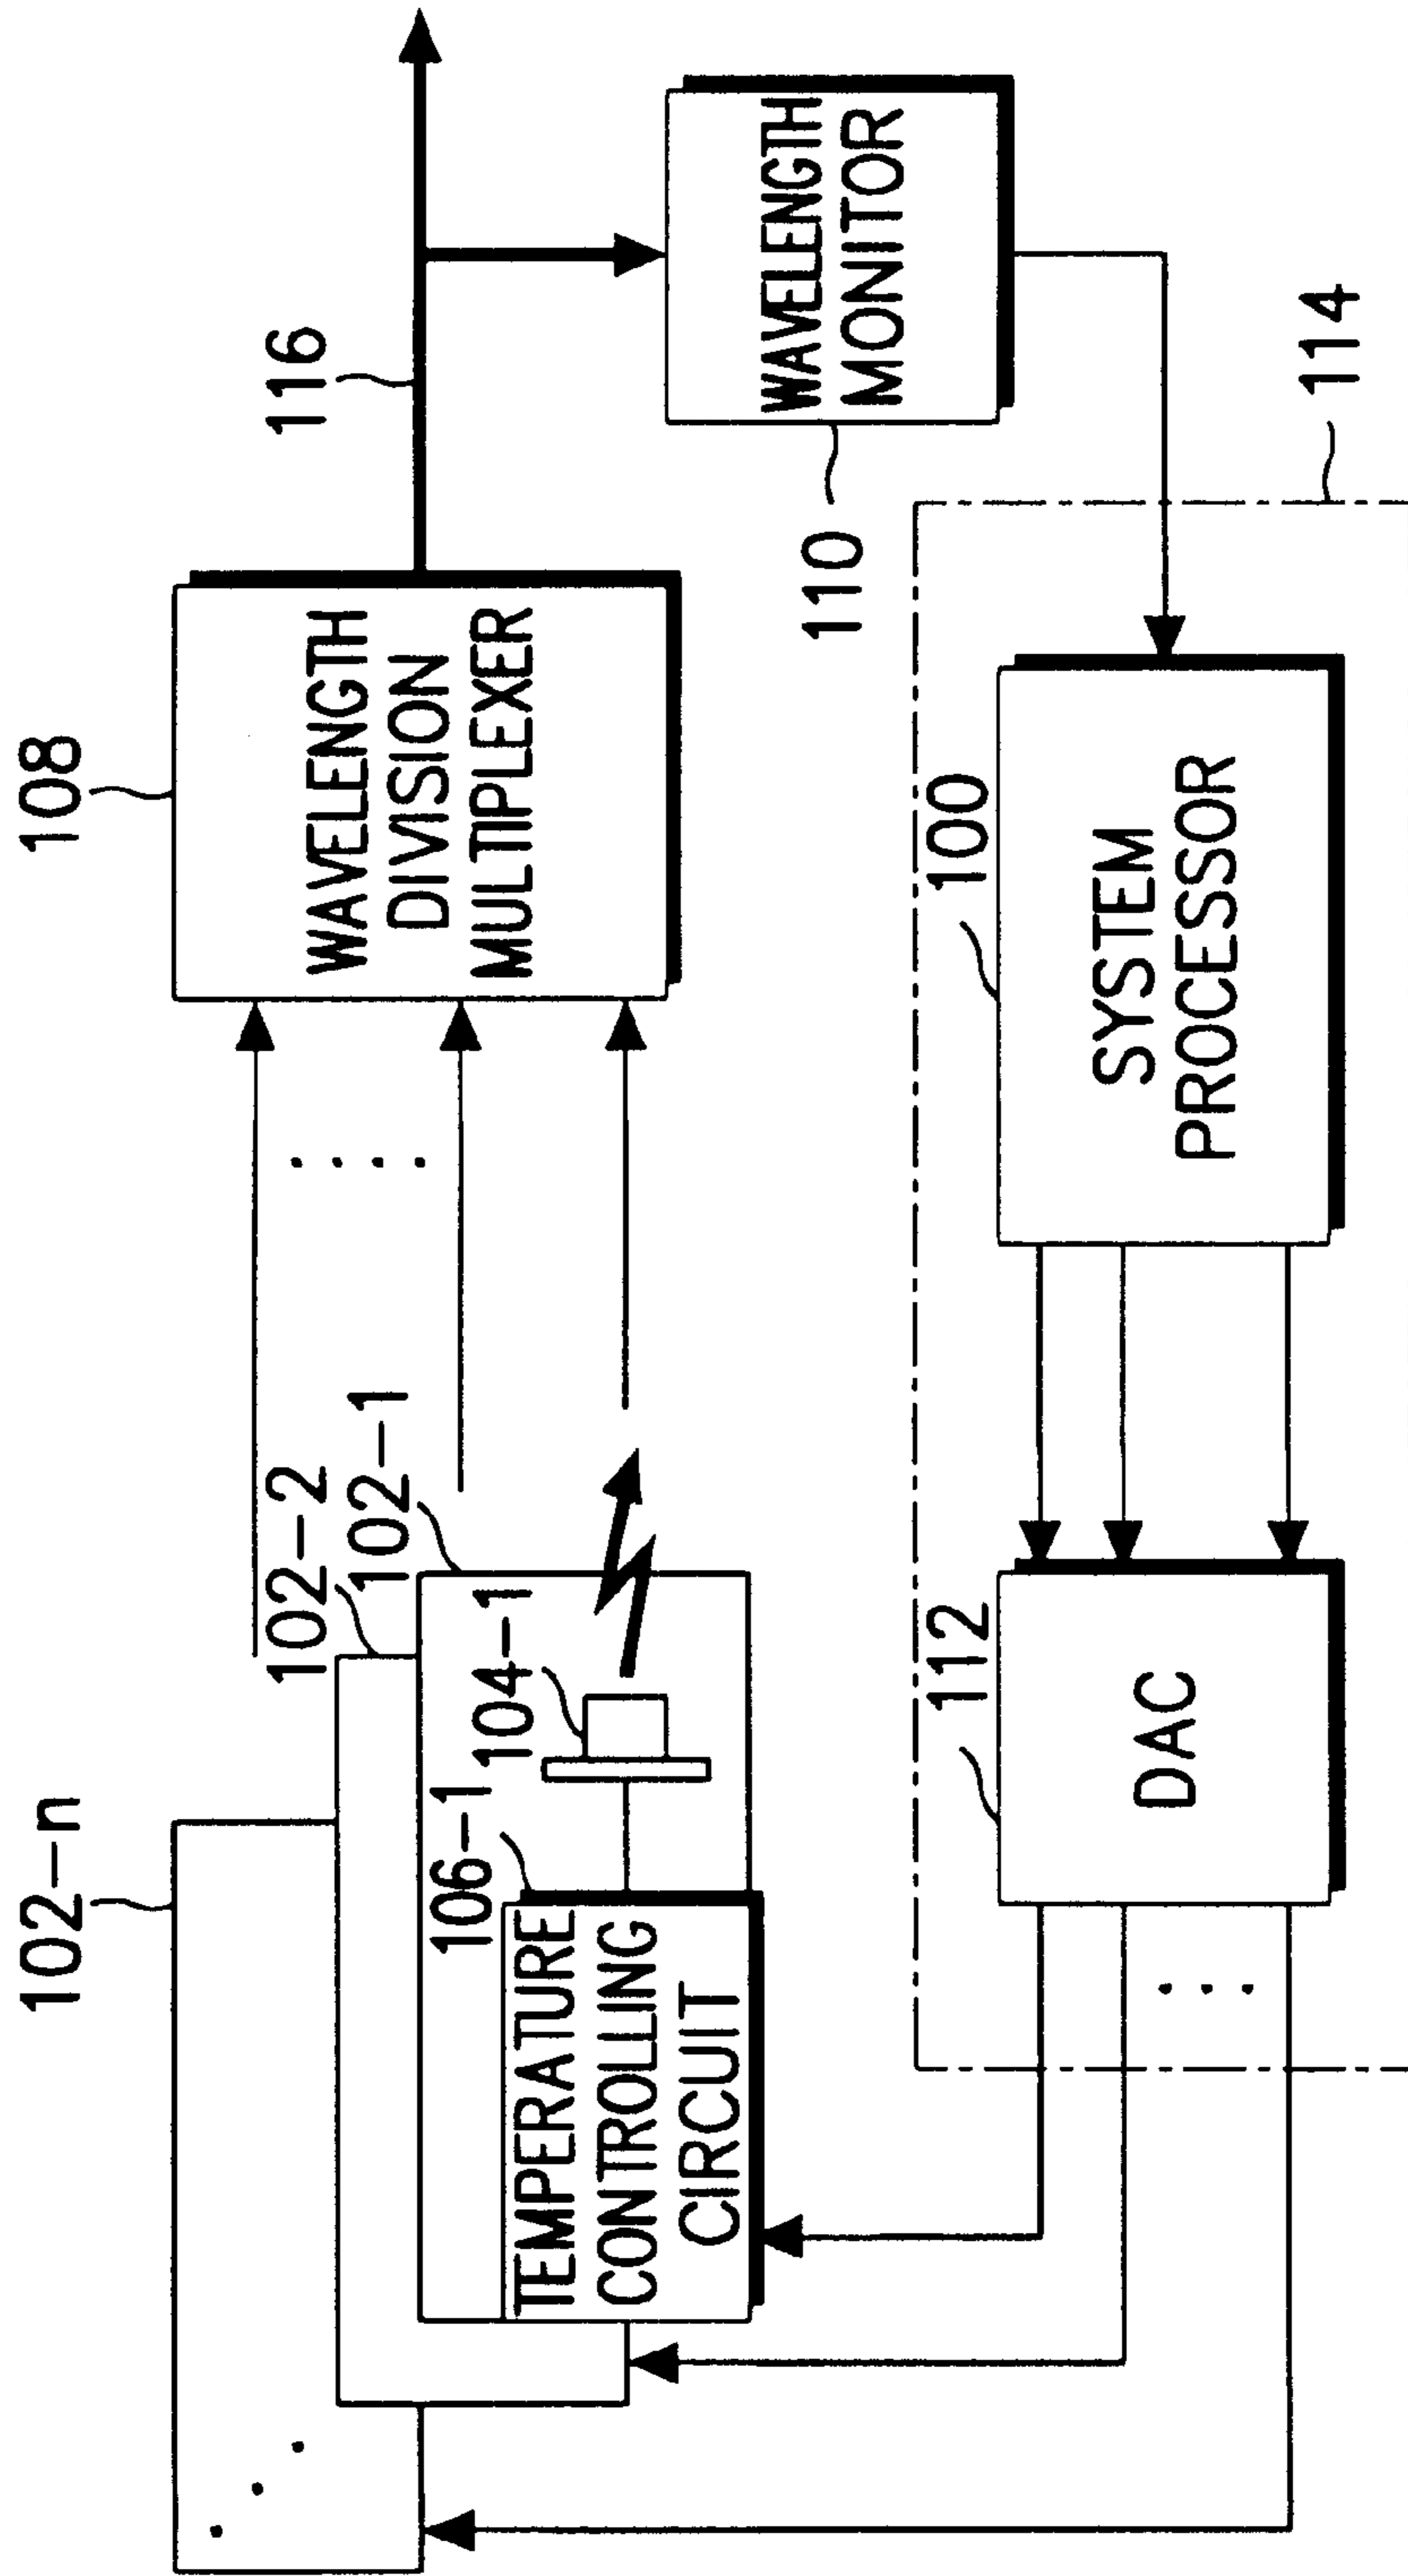 102-n
102-2
102-1
104-1
106-1
TEMPERATURE
CONTROLLING
CIRCUIT
108
WAVELENGTH
DIVISION
MULTIPLEXER
116
WAVELENGTH
MONITOR
110
112
DAC
100
SYSTEM
PROCESSOR
114